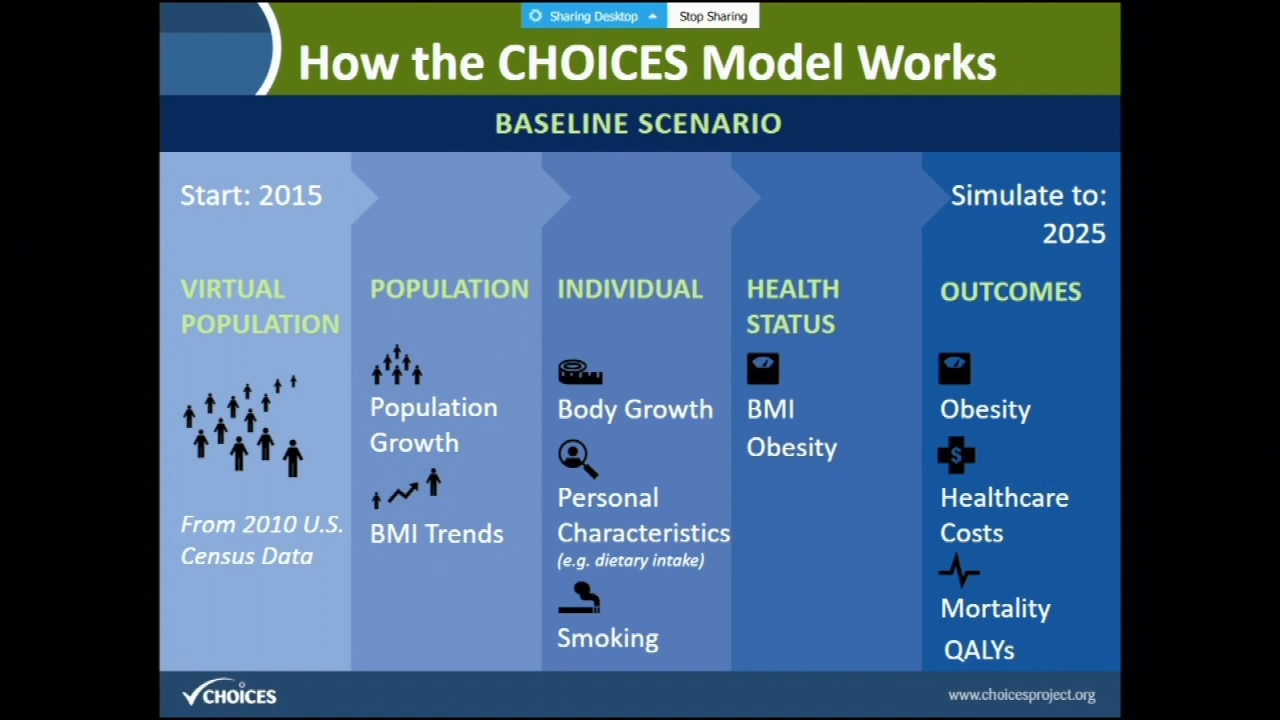 Sharing Desktop
Stop Sharing
How the CHOICES Model Works
BASELINE SCENARIO
Start: 2015
Simulate to:
2025
VIRTUAL
POPULATION
From 2010 U.S.
Census Data
POPULATION
Population
Growth
BMI Trends
INDIVIDUAL
Body Growth
Personal
Characteristics
(e.g. dietary intake)
Smoking
HEALTH
STATUS
BMI
Obesity
OUTCOMES
Obesity
$
Healthcare
Costs
Mortality
QALYs
CHOICES
www.choicesproject.org